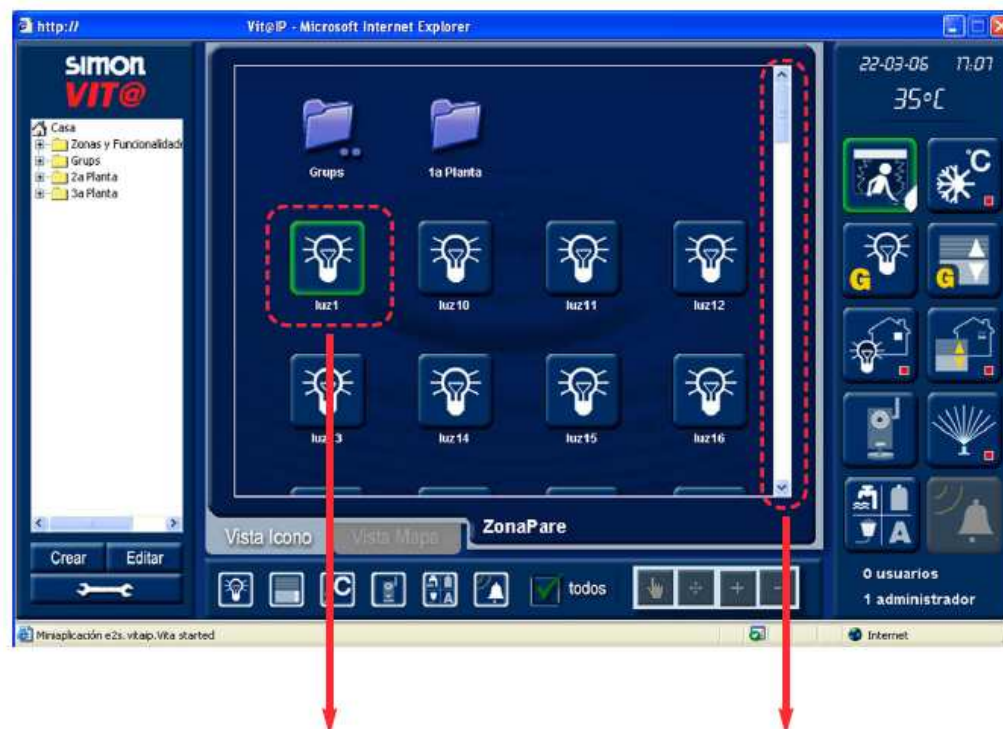 http:// Vit@IP - Microsoft Internet Explorer
simon
VIT@
Casa
Zonas y Funcionalidade
Grups
2a Planta
3a Planta
Crear Editar
Grups 1a Planta
luz1 luz10 luz11 luz12
luz14 luz15 luz16
Vista Icono Vista Mapa ZonaPare
C
A
todos
22-03-06 17:07
35°C
°C
G G
A
0 usuarios
1 administrador
Miniaplicación e2s.vitaip.Vita started Internet